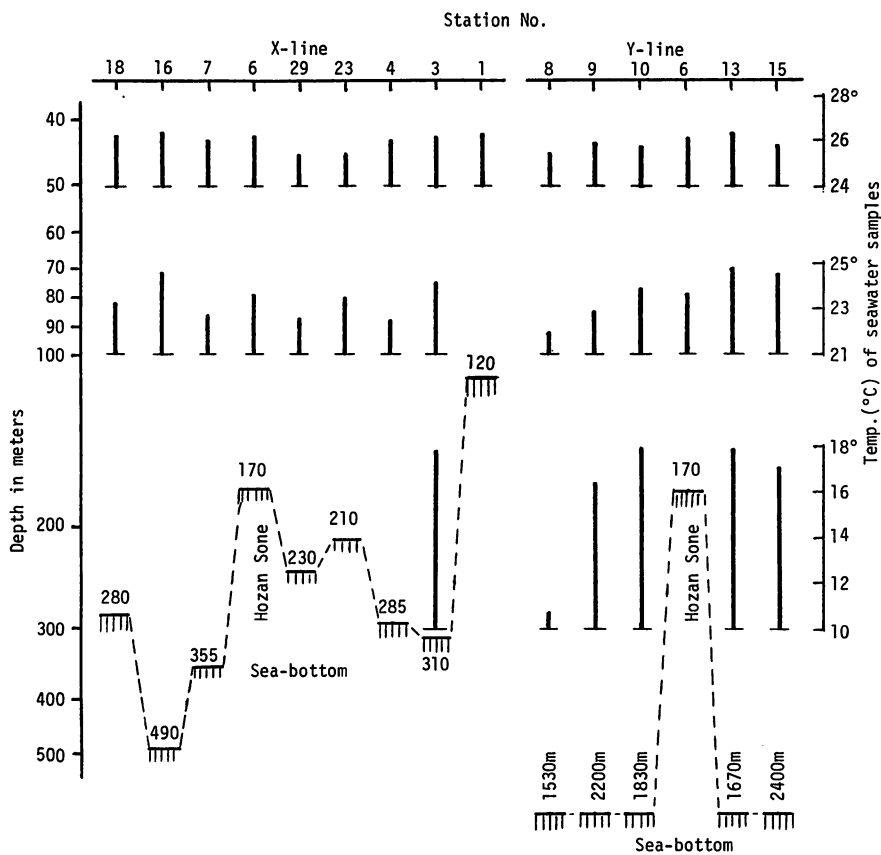 Station No.
X-line
Y-line
18 16 7 6 29 23 4 3 1
8 9 10 6 13 15
Depth in meters
40
50
60
70
80
90
100
200
300
400
500
28°
26
24
25°
23
21
18°
16
14
12
10
Temp.(°C) of seawater samples
280
490
355
170
Hozan Sone
230
210
285
310
120
Sea-bottom
170
Hozan Sone
1530m
2200m
1830m
1670m
2400m
Sea-bottom